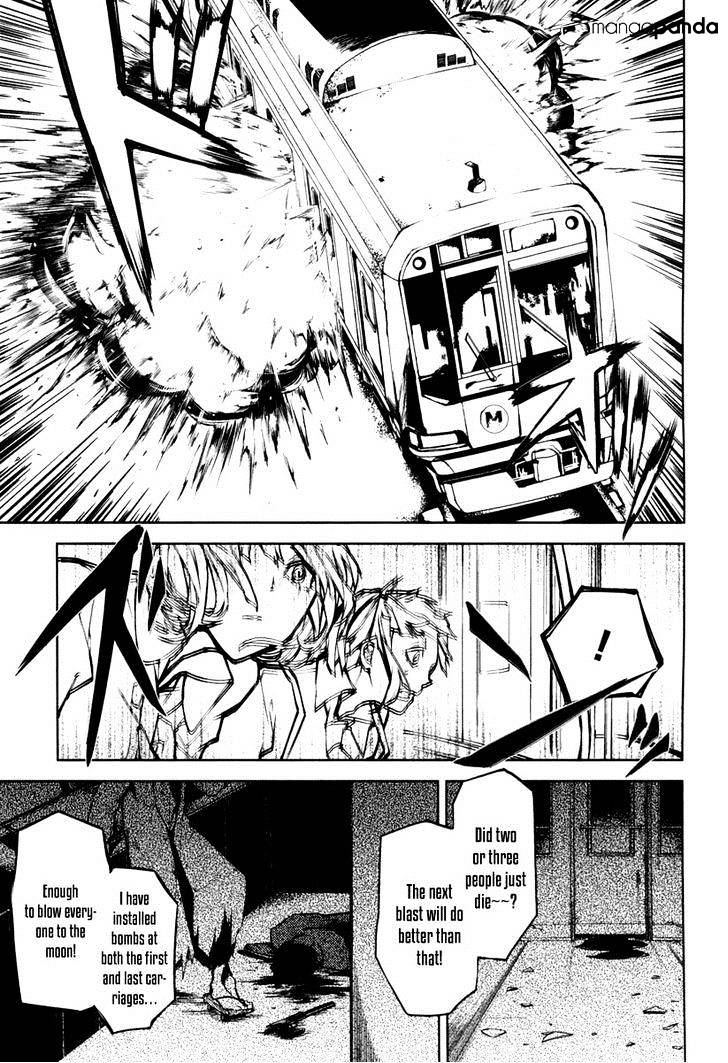 mangapanda
M
!
Did two
or three
people just
die~~?
The next
blast will do
better than
that!
I have
installed
bombs at
both the first
and last car-
riages...
Enough
to blow every-
one to the
moon!